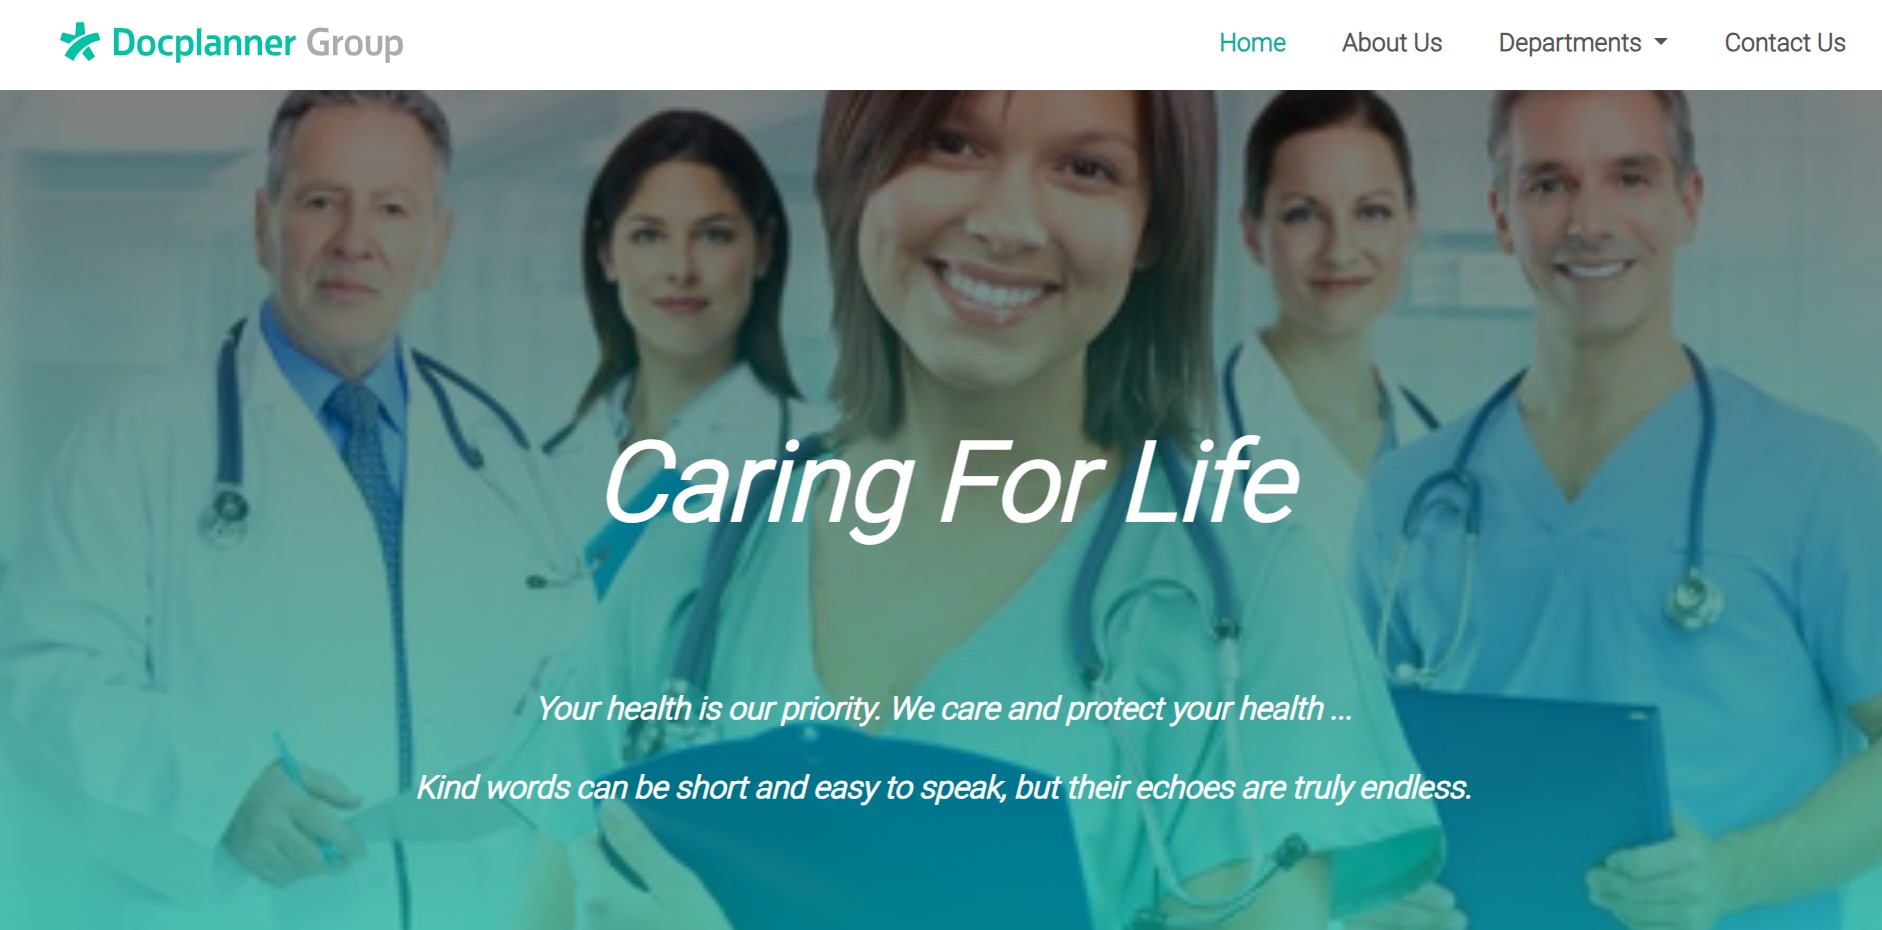 Docplanner Group
Home About Us Departments Contact Us
Caring For Life
Your health is our priority. We care and protect your health ...
Kind words can be short and easy to speak, but their echoes are truly endless.